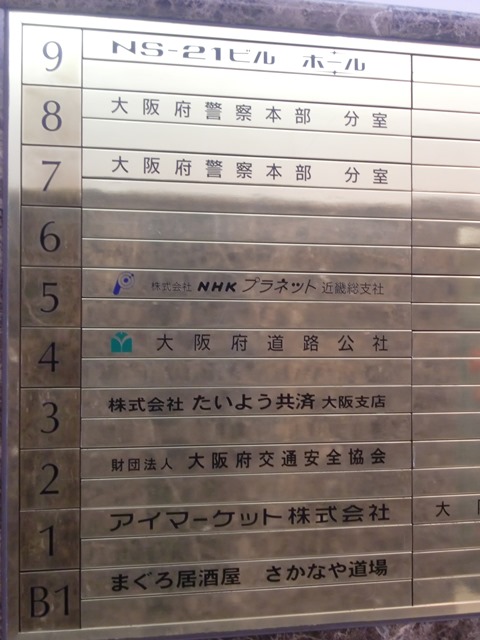 9 NS-21ビル ホール
8 大阪府警察本部 分室
7 大阪府警察本部 分室
6
5 株式会社 NHK プラネット 近畿総支社
4 大阪府道路公社
3 株式会社 たいよう共済 大阪支店
2 財団法人 大阪府交通安全協会
1 アイマーケット株式会社 大
B1 まぐろ居酒屋 さかなや道場